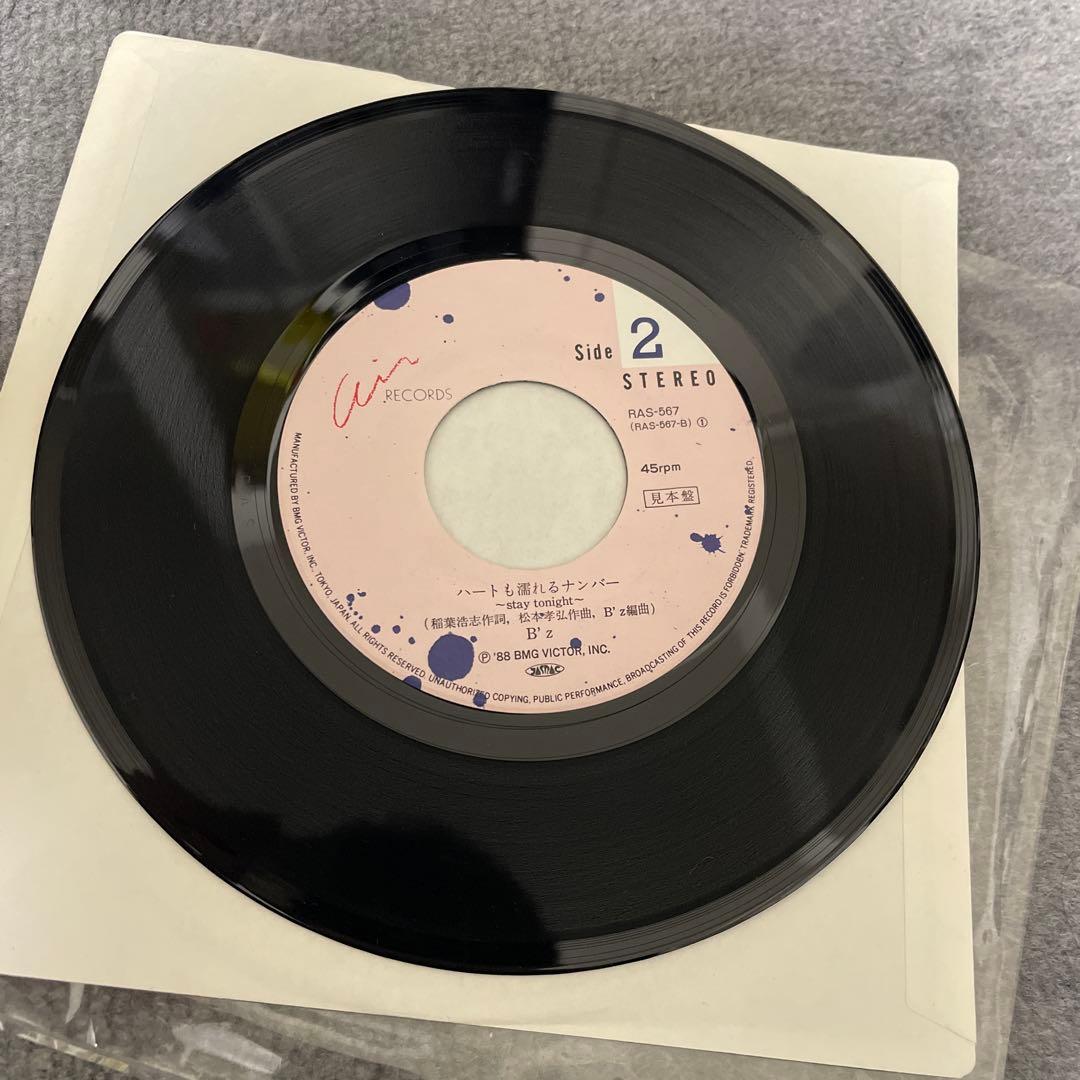 Air RECORDS
Side 2
STEREO
RAS-567
(RAS-567-B) ①
45rpm
見本盤
ハートも濡れるナンバー
~stay tonight~
(稲葉浩志作詞, 松本孝弘作曲, B'z編曲)
B'z
Ⓟ '88 BMG VICTOR, INC.
JASRAC
MANUFACTURED BY BMG VICTOR, INC., TOKYO, JAPAN. ALL RIGHTS RESERVED. UNAUTHORIZED COPYING, PUBLIC PERFORMANCE, BROADCASTING OF THIS RECORD IS FORBIDDEN. TRADEMARK REGISTERED.